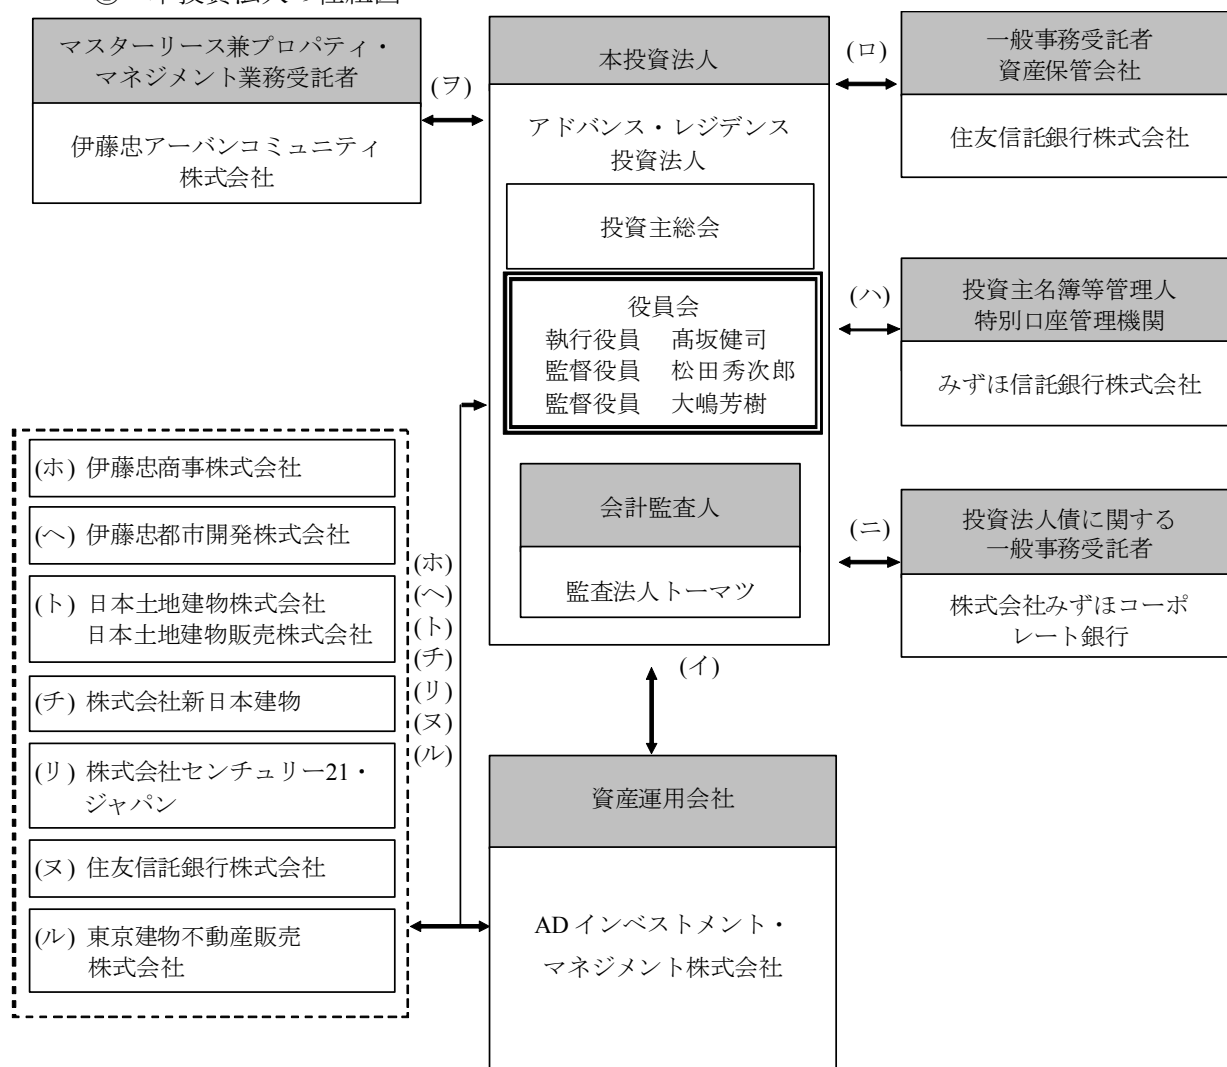 マスターリース兼プロパティ・
マネジメント業務受託者
伊藤忠アーバンコミュニティ
株式会社
(ヲ)
本投資法人
アドバンス・レジデンス
投資法人
投資主総会
役員会
執行役員 髙坂健司
監督役員 松田秀次郎
監督役員 大嶋芳樹
会計監査人
監査法人トーマツ
(ロ)
一般事務受託者
資産保管会社
住友信託銀行株式会社
(ハ)
投資主名簿等管理人
特別口座管理機関
みずほ信託銀行株式会社
(ニ)
投資法人債に関する
一般事務受託者
株式会社みずほコーポ
レート銀行
(ホ) 伊藤忠商事株式会社
(ヘ) 伊藤忠都市開発株式会社
(ト) 日本土地建物株式会社
日本土地建物販売株式会社
(チ) 株式会社新日本建物
(リ) 株式会社センチュリー21・
ジャパン
(ヌ) 住友信託銀行株式会社
(ル) 東京建物不動産販売
株式会社
(ホ)
(ヘ)
(ト)
(チ)
(リ)
(ヌ)
(ル)
(イ)
資産運用会社
AD インベストメント・
マネジメント株式会社